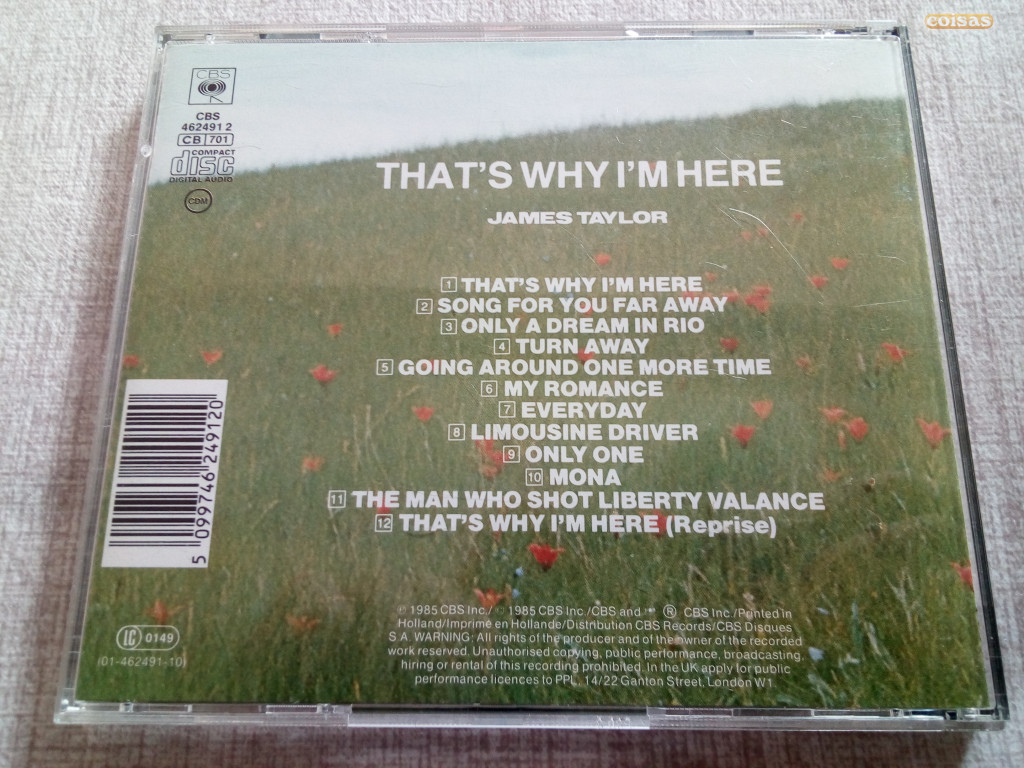 coisas
CBS
CBS
462491 2
CB 701
COMPACT
disc
DIGITAL AUDIO
CDM
THAT'S WHY I'M HERE
JAMES TAYLOR
1 THAT'S WHY I'M HERE
2 SONG FOR YOU FAR AWAY
3 ONLY A DREAM IN RIO
4 TURN AWAY
5 GOING AROUND ONE MORE TIME
6 MY ROMANCE
7 EVERYDAY
8 LIMOUSINE DRIVER
9 ONLY ONE
10 MONA
11 THE MAN WHO SHOT LIBERTY VALANCE
12 THAT'S WHY I'M HERE (Reprise)
5 099746 249120
℗ 1985 CBS Inc./ © 1985 CBS Inc./CBS and ® CBS Inc./Printed in
Holland/Imprimé en Hollande/Distribution CBS Records/CBS Disques
S.A. WARNING: All rights of the producer and of the owner of the recorded
work reserved. Unauthorised copying, public performance, broadcasting,
hiring or rental of this recording prohibited. In the UK apply for public
performance licences to PPL, 14/22 Ganton Street, London W1.
LC 0149
(01-462491-10)